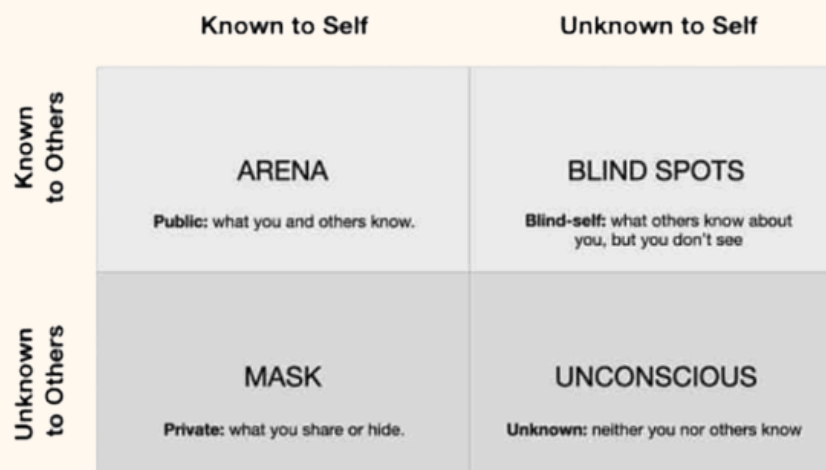 Known to Self
Unknown to Self
Known
to Others
ARENA
Public: what you and others know.
BLIND SPOTS
Blind-self: what others know about
you, but you don't see
Unknown
to Others
MASK
Private: what you share or hide.
UNCONSCIOUS
Unknown: neither you nor others know